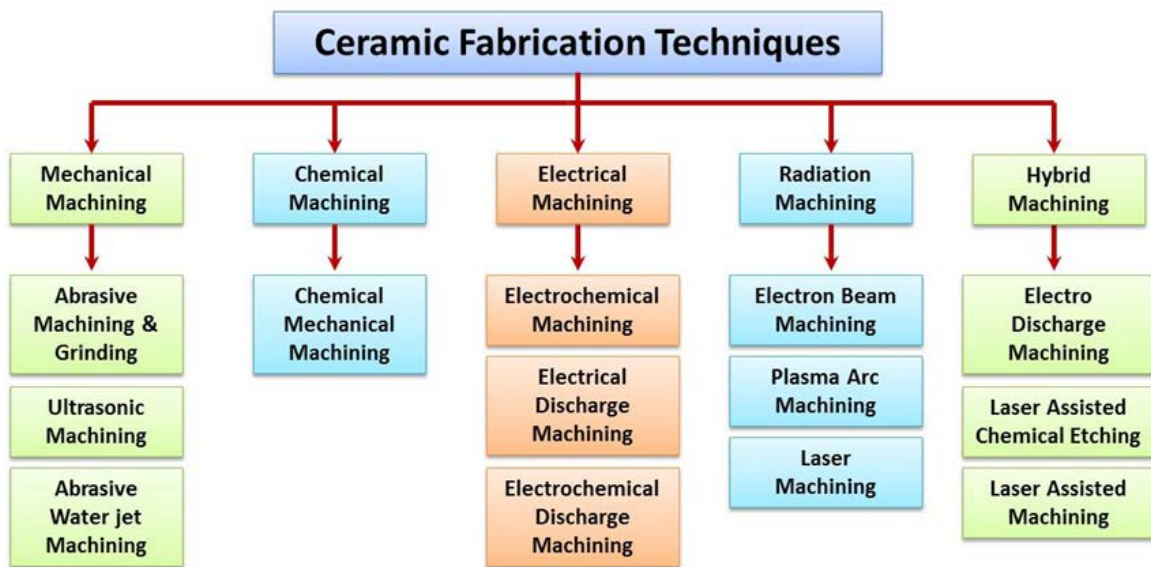 Ceramic Fabrication Techniques
Mechanical
Machining
Chemical
Machining
Electrical
Machining
Radiation
Machining
Hybrid
Machining
Abrasive
Machining &
Grinding
Ultrasonic
Machining
Abrasive
Water jet
Machining
Chemical
Mechanical
Machining
Electrochemical
Machining
Electrical
Discharge
Machining
Electrochemical
Discharge
Machining
Electron Beam
Machining
Plasma Arc
Machining
Laser
Machining
Electro
Discharge
Machining
Laser Assisted
Chemical Etching
Laser Assisted
Machining